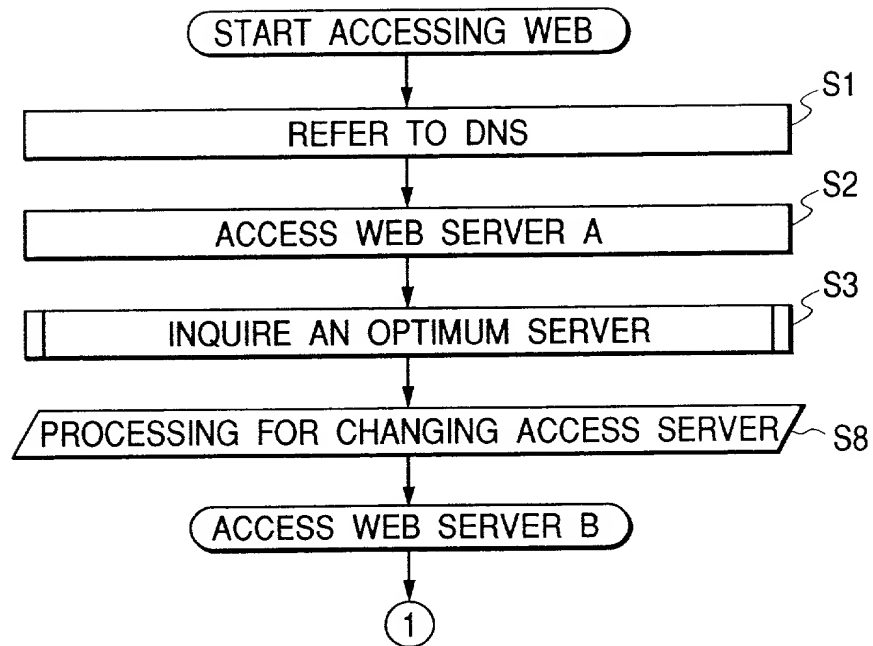 START ACCESSING WEB
S1
REFER TO DNS
S2
ACCESS WEB SERVER A
S3
INQUIRE AN OPTIMUM SERVER
PROCESSING FOR CHANGING ACCESS SERVER
S8
ACCESS WEB SERVER B
1